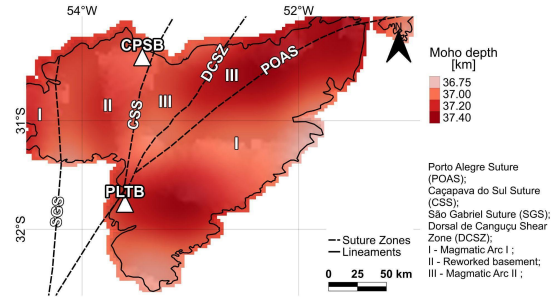 54°W
52°W
CPSB
DCSZ
POAS
III
II
III
CSS
I
31°S
I
PLTB
SGS
32°S
Suture Zones
Lineaments
0 25 50 km
Moho depth
[km]
36.75
37.00
37.20
37.40
Porto Alegre Suture
(POAS);
Caçapava do Sul Suture
(CSS);
São Gabriel Suture (SGS);
Dorsal de Canguçu Shear
Zone (DCSZ);
I - Magmatic Arc I ;
II - Reworked basement;
III - Magmatic Arc II ;